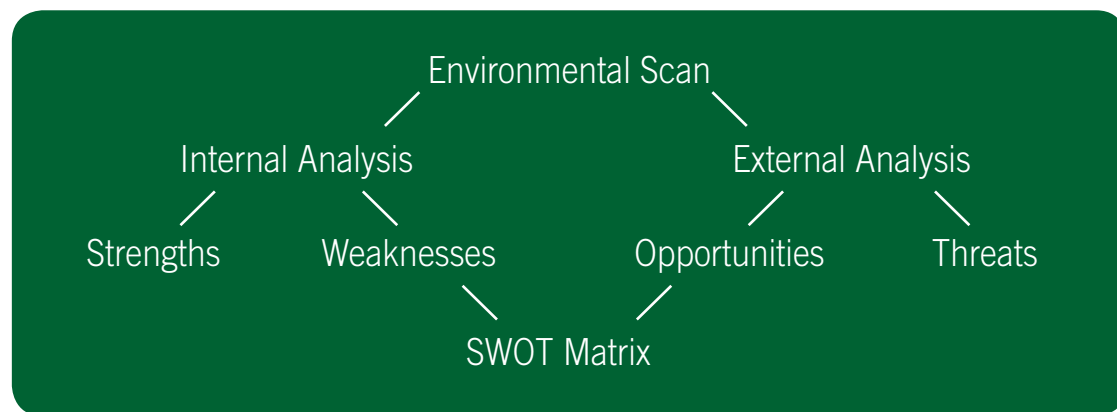 Environmental Scan
Internal Analysis External Analysis
Strengths Weaknesses Opportunities Threats
SWOT Matrix